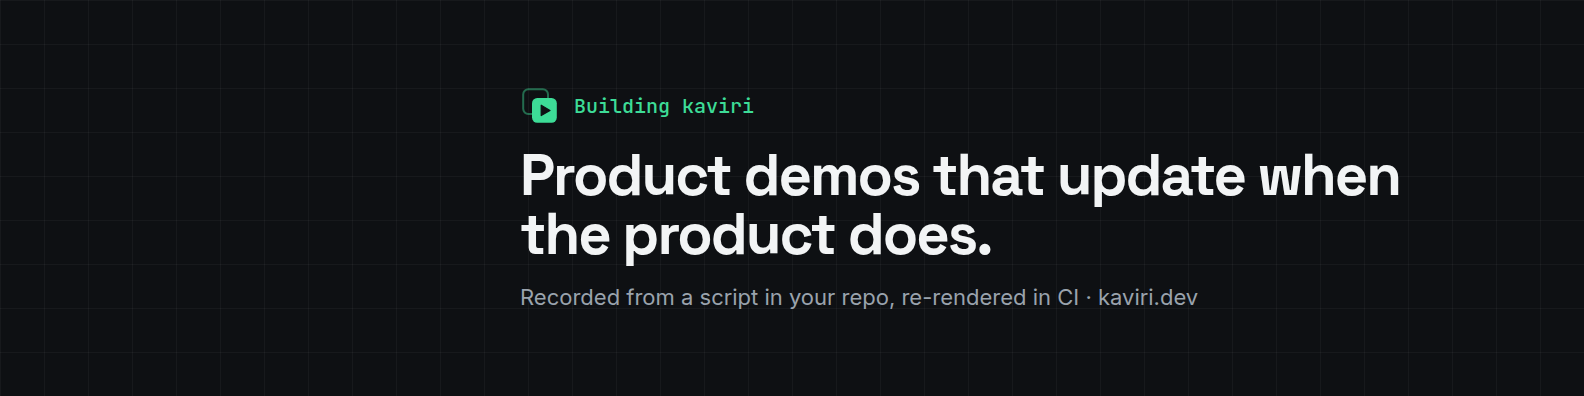 Building kaviri
Product demos that update when
the product does.
Recorded from a script in your repo, re-rendered in CI · kaviri.dev